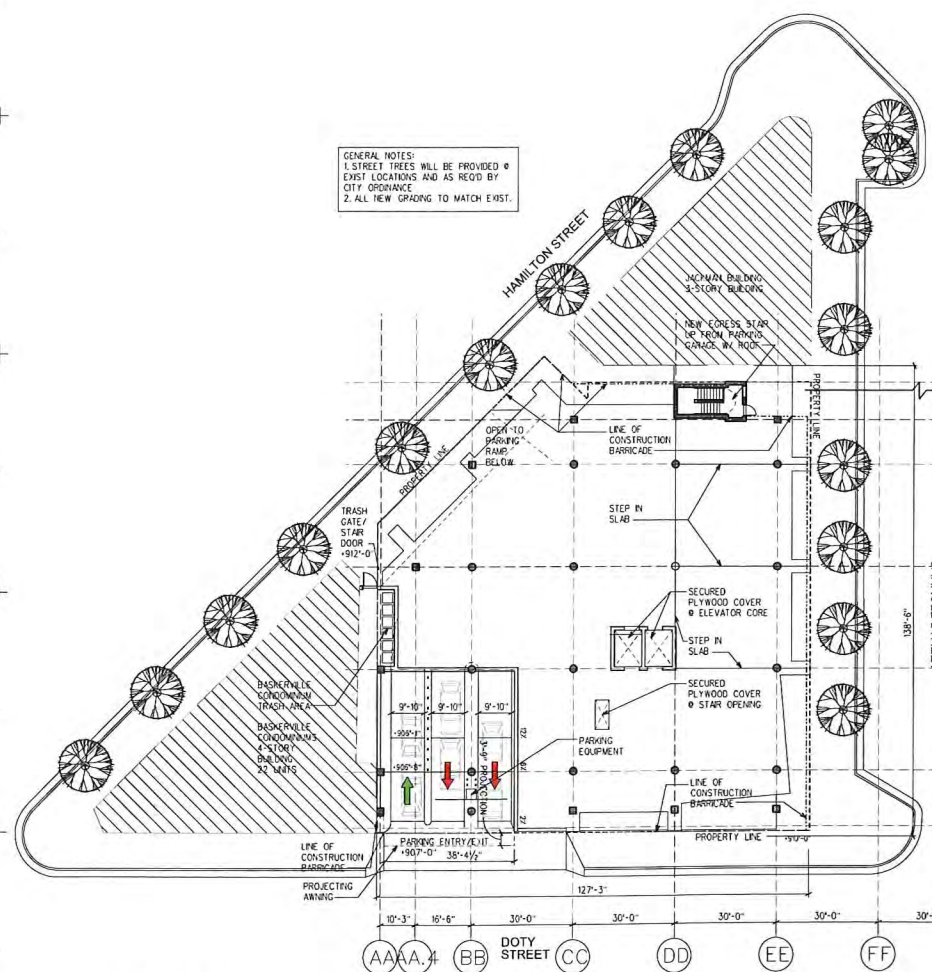 GENERAL NOTES:
1. STREET TREES WILL BE PROVIDED @
EXIST LOCATIONS AND AS REQ'D BY
CITY ORDINANCE
2. ALL NEW GRADING TO MATCH EXIST.
HAMILTON STREET
JACKMAN BUILDING
3-STORY BUILDING
NEW EGRESS STAIR
UP FROM PARKING
GARAGE W/ ROOF
PROPERTY LINE
OPEN TO
PARKING
RAMP
BELOW
LINE OF
CONSTRUCTION
BARRICADE
PROPERTY LINE
TRASH
GATE/
STAIR
DOOR
+912'-0"
STEP IN
SLAB
SECURED
PLYWOOD COVER
@ ELEVATOR CORE
138'-6"
STEP IN
SLAB
BASKERVILLE
CONDOMINIUM
TRASH AREA
SECURED
PLYWOOD COVER
@ STAIR OPENING
9'-10"
9'-10"
9'-10"
BASKERVILLE
CONDOMINIUMS
4-STORY
BUILDING
22 UNITS
PARKING
EQUIPMENT
12%
3'-9" PROJECTION
LINE OF
CONSTRUCTION
BARRICADE
PROPERTY LINE
LINE OF
CONSTRUCTION
BARRICADE
PARKING ENTRY/EXIT
+907'-0"
38'-4½"
PROJECTING
AWNING
127'-3"
10'-3"
16'-6"
30'-0"
30'-0"
30'-0"
30'-0"
DOTY
STREET
AA
AA.4
BB
CC
DD
EE
FF